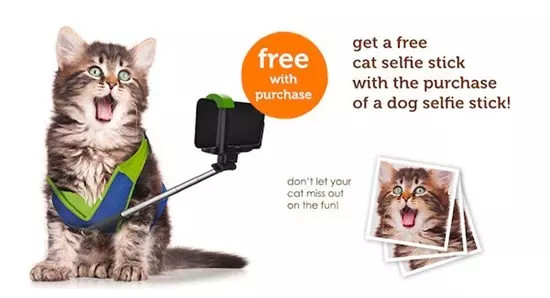 free
with
purchase
get a free
cat selfie stick
with the purchase
of a dog selfie stick!
don't let your
cat miss out
on the fun!